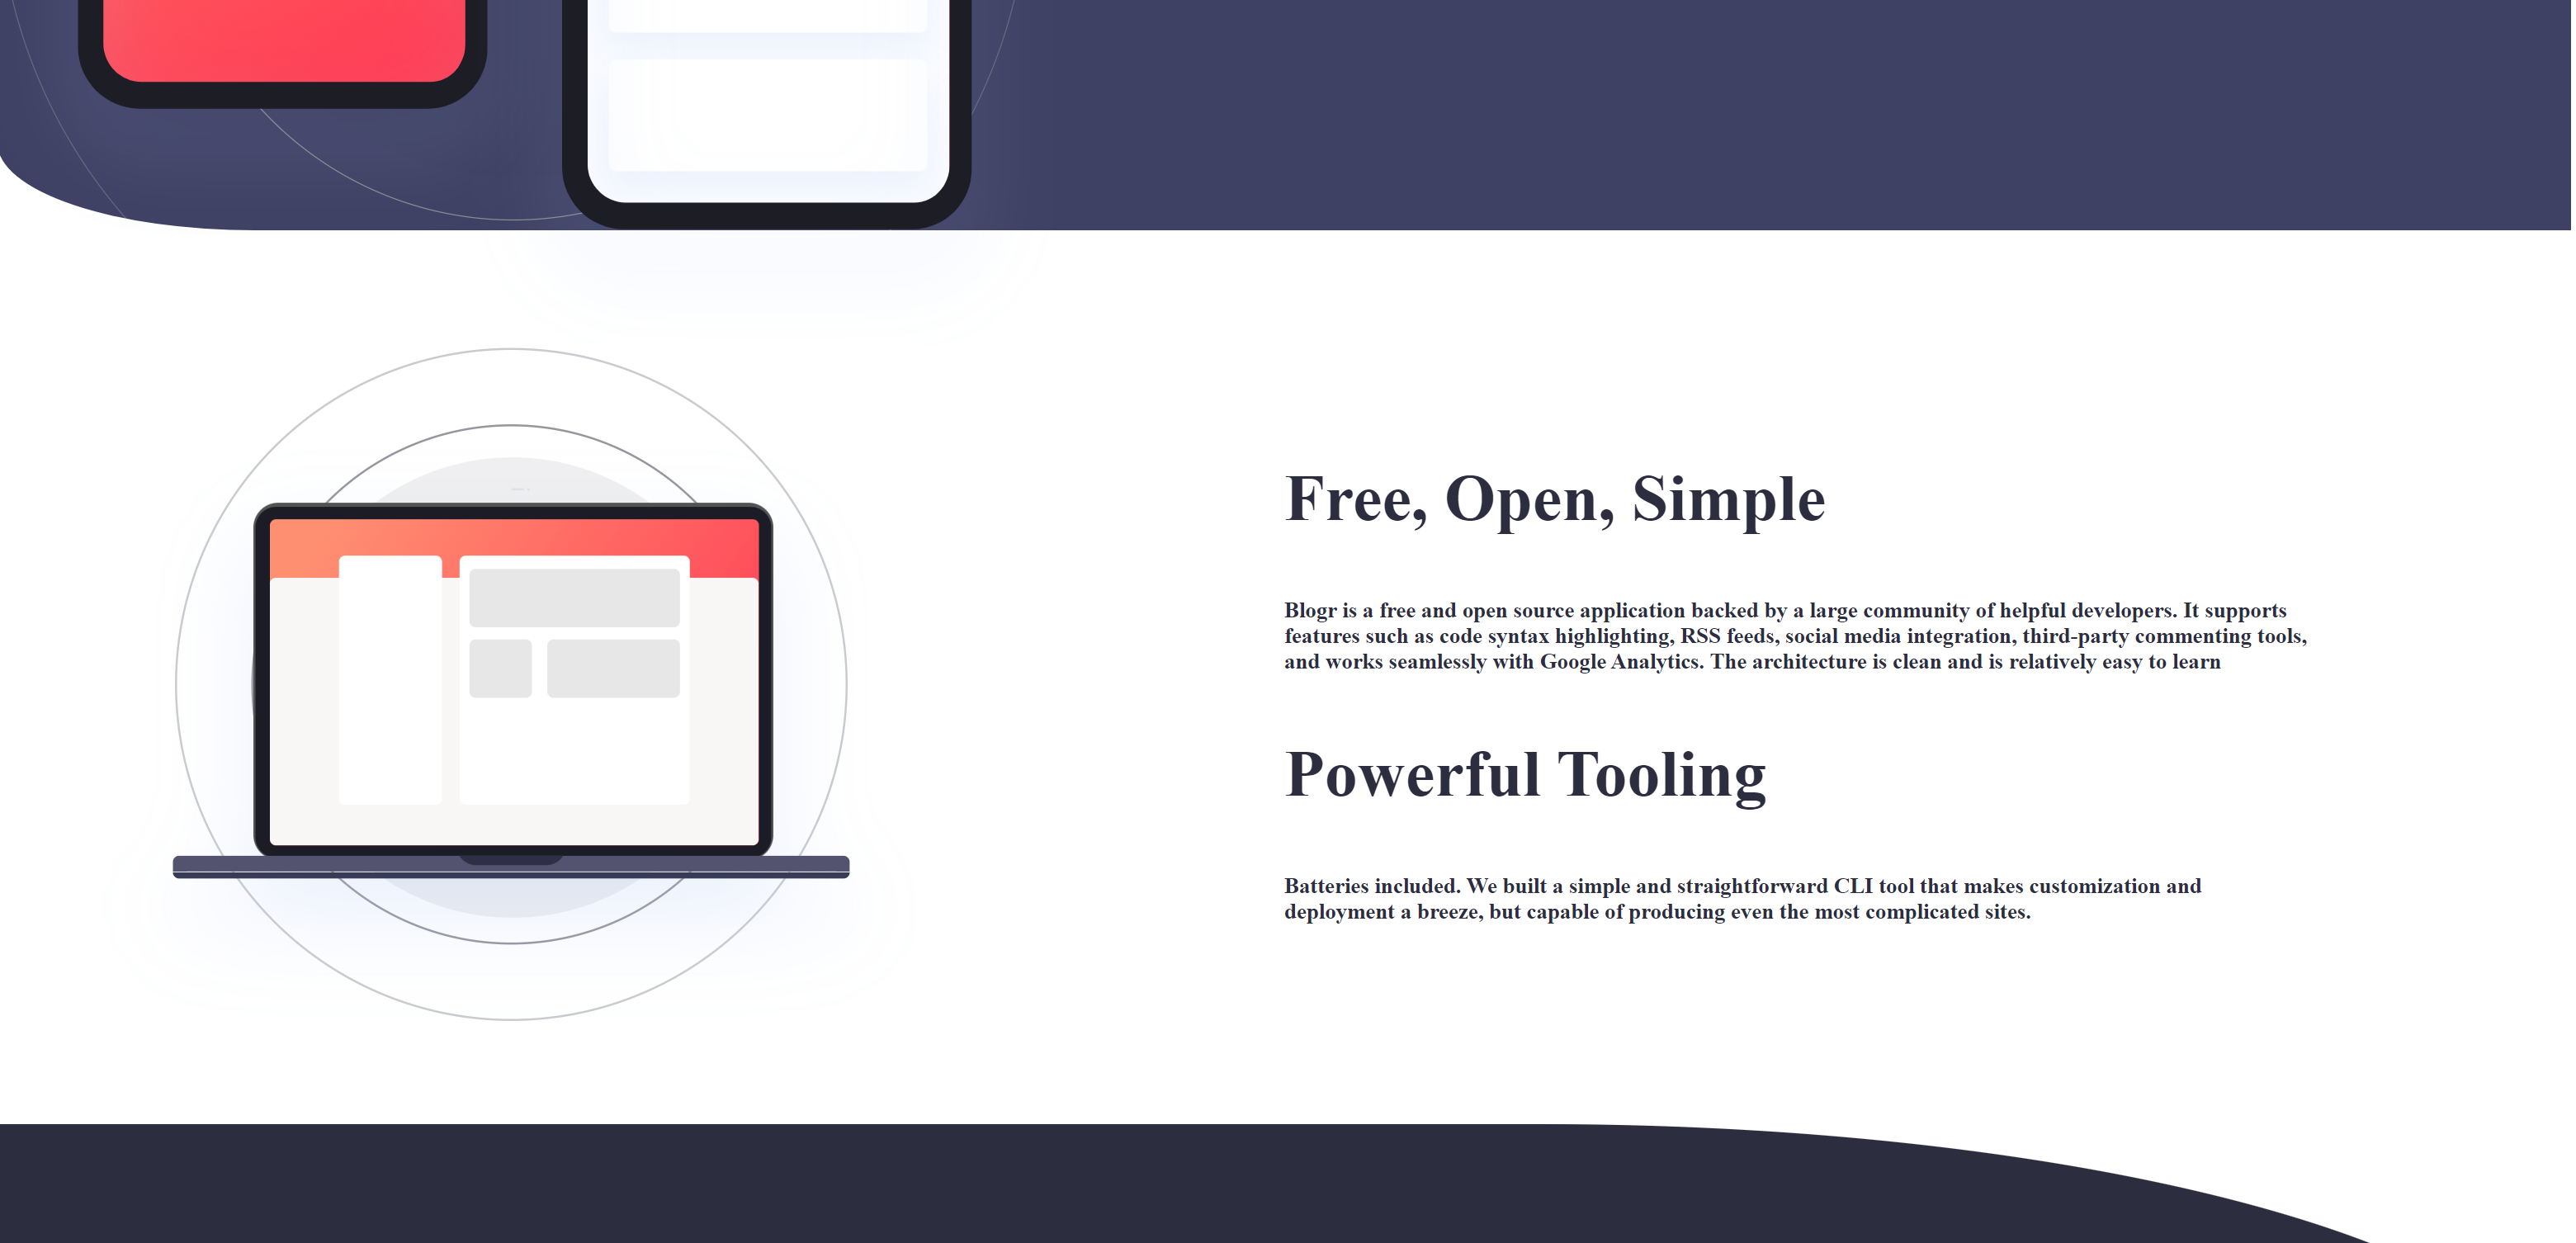 Free, Open, Simple
Blogr is a free and open source application backed by a large community of helpful developers. It supports
features such as code syntax highlighting, RSS feeds, social media integration, third-party commenting tools,
and works seamlessly with Google Analytics. The architecture is clean and is relatively easy to learn
Powerful Tooling
Batteries included. We built a simple and straightforward CLI tool that makes customization and
deployment a breeze, but capable of producing even the most complicated sites.